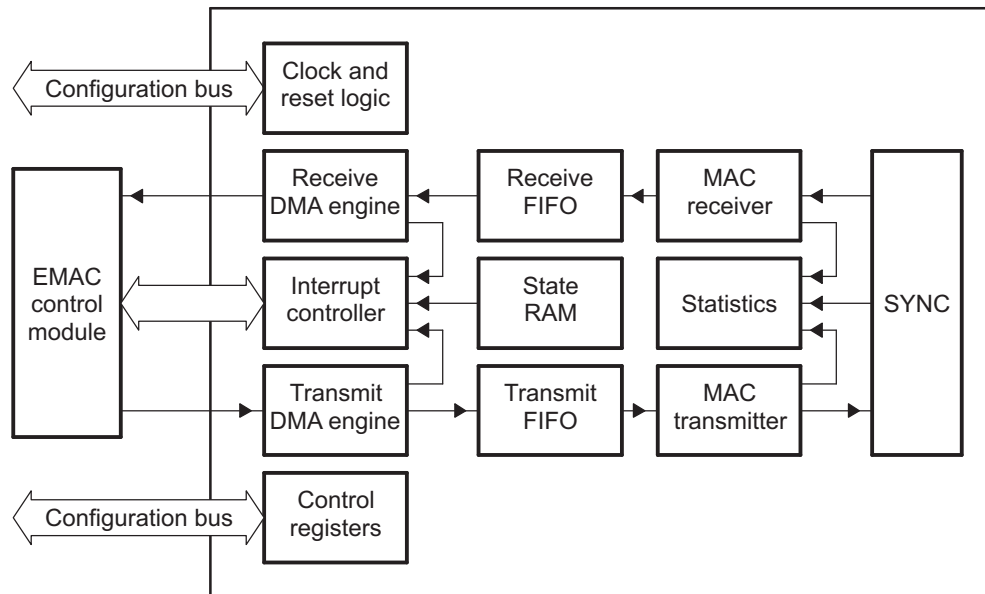 Configuration bus
Clock and
reset logic
Receive
DMA engine
Receive
FIFO
MAC
receiver
EMAC
control
module
Interrupt
controller
State
RAM
Statistics
SYNC
Transmit
DMA engine
Transmit
FIFO
MAC
transmitter
Configuration bus
Control
registers